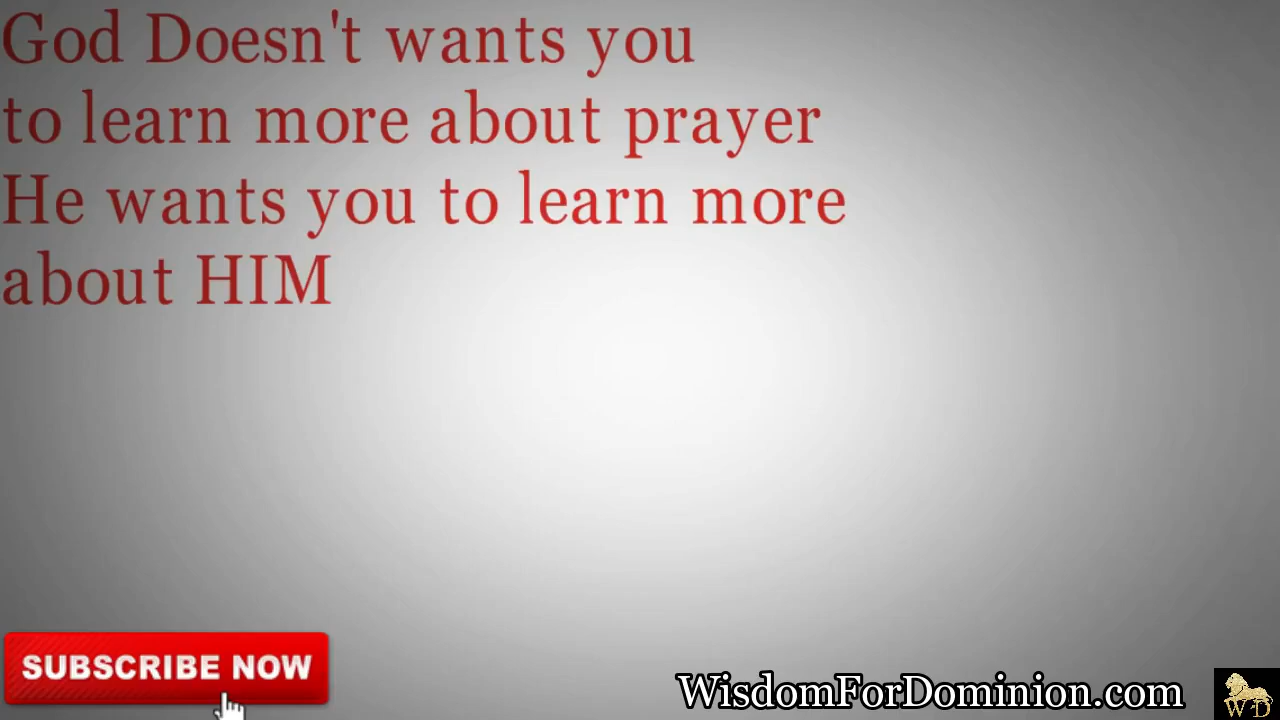 God Doesn't wants you
to learn more about prayer
He wants you to learn more
about HIM
SUBSCRIBE NOW
WisdomForDominion.com
WD